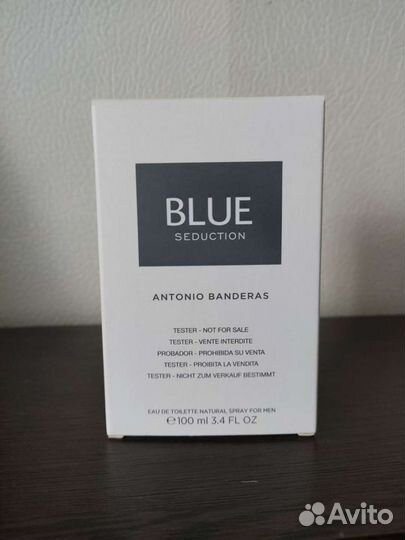 BLUE
SEDUCTION
ANTONIO BANDERAS
TESTER - NOT FOR SALE
TESTER - VENTE INTERDITE
PROBADOR - PROHIBIDA SU VENTA
TESTER - PROIBITA LA VENDITA
TESTER - NICHT ZUM VERKAUF BESTIMMT
EAU DE TOILETTE NATURAL SPRAY FOR MEN
℮100 ml 3.4 FL OZ
Avito